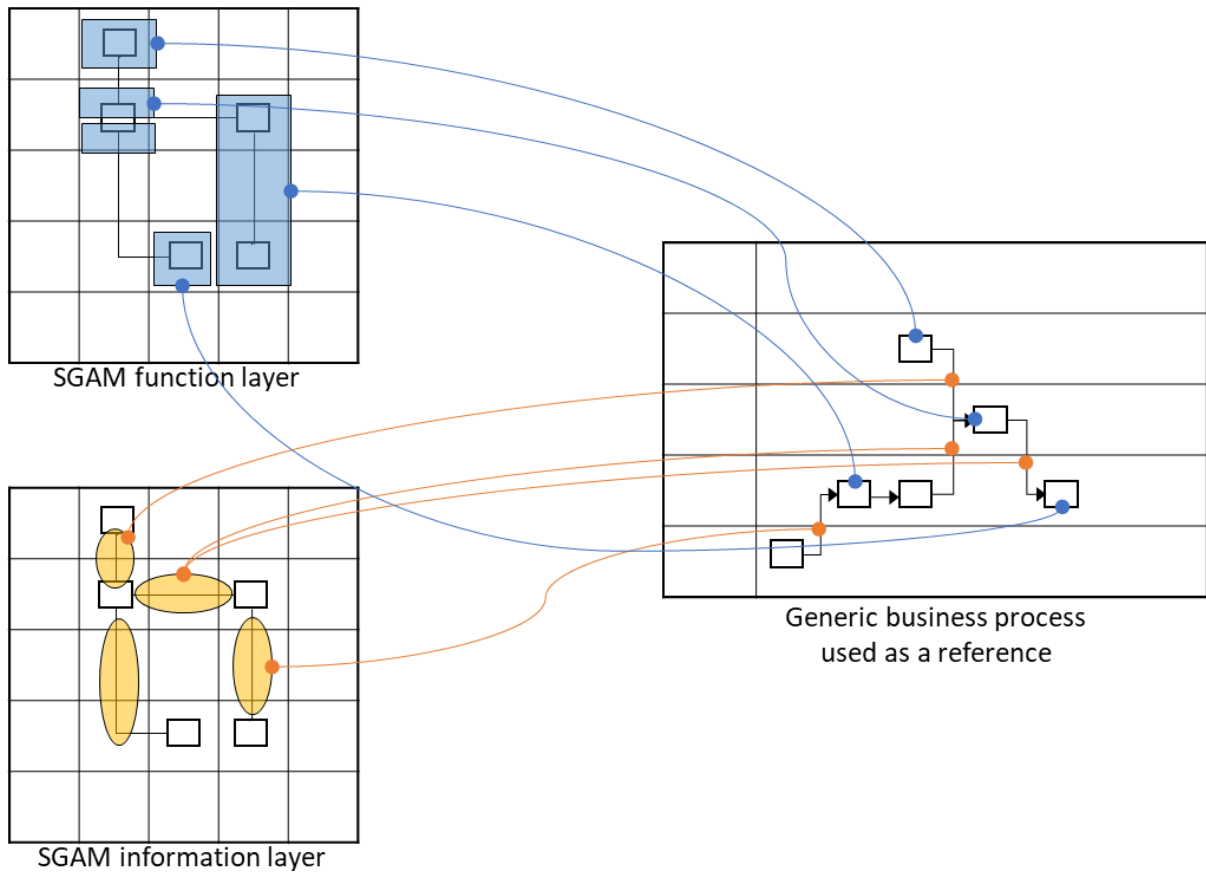 SGAM function layer
Generic business process
used as a reference
SGAM information layer